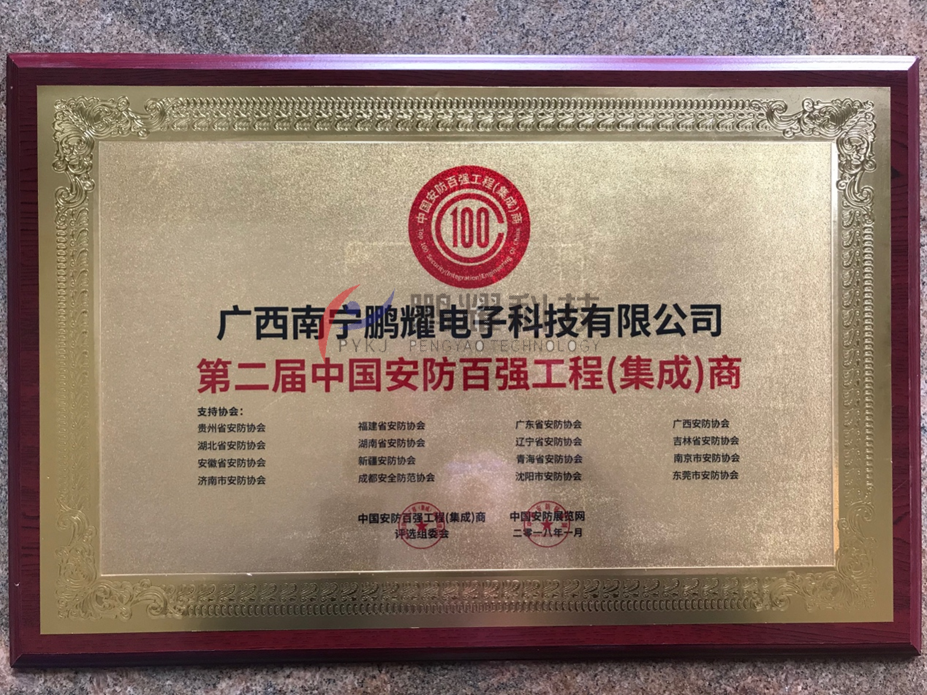 中国安防百强工程(集成)商
100
Top 100 Security(Integration)Engineering Of China
广西南宁鹏耀电子科技有限公司
鹏耀科技
PYKJ PENGYAO TECHNOLOGY
第二届中国安防百强工程(集成)商
支持协会：
贵州省安防协会 福建省安防协会 广东省安防协会 广西安防协会
湖北省安防协会 湖南省安防协会 辽宁省安防协会 吉林省安防协会
安徽省安防协会 新疆安防协会 青海省安防协会 南京市安防协会
济南市安防协会 成都安全防范协会 沈阳市安防协会 东莞市安防协会
中国安防百强工程(集成)商 中国安防展览网
评选组委会 二零一八年一月